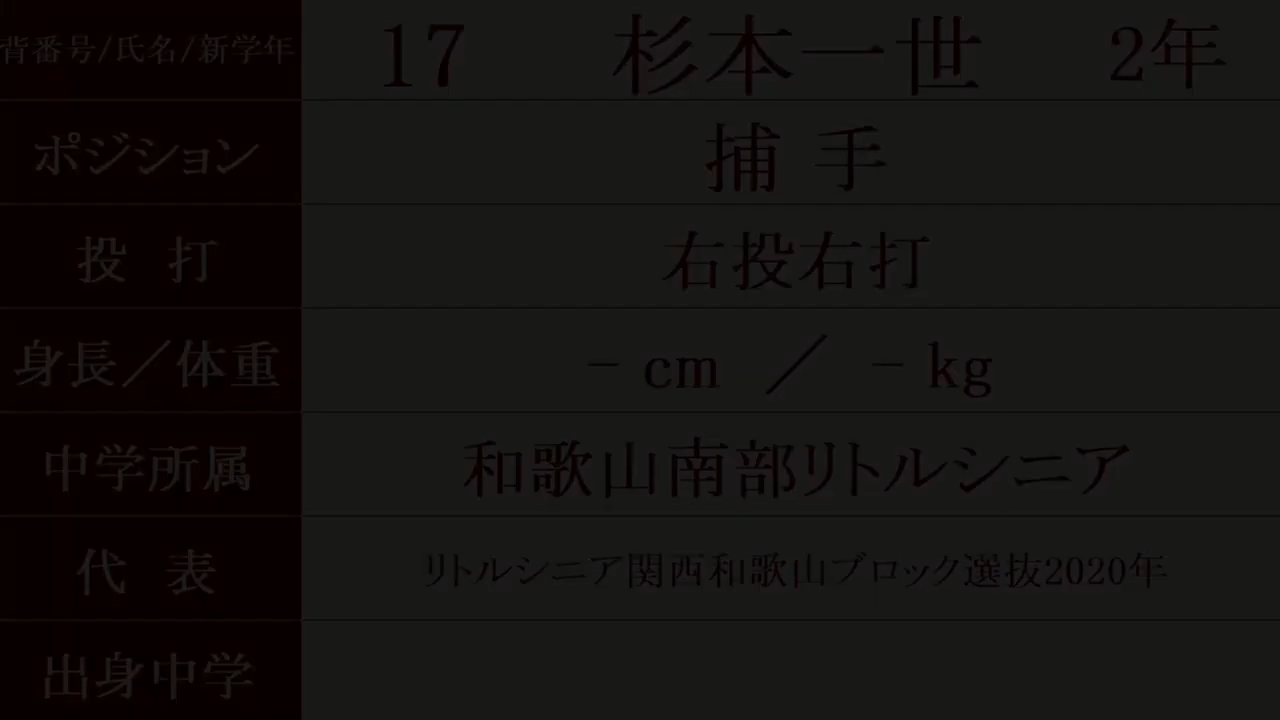 背番号/氏名/新学年 17 杉本一世 2年
ポジション 捕手
投打 右投右打
身長／体重 - cm ／ - kg
中学所属 和歌山南部リトルシニア
代表 リトルシニア関西和歌山ブロック選抜2020年
出身中学